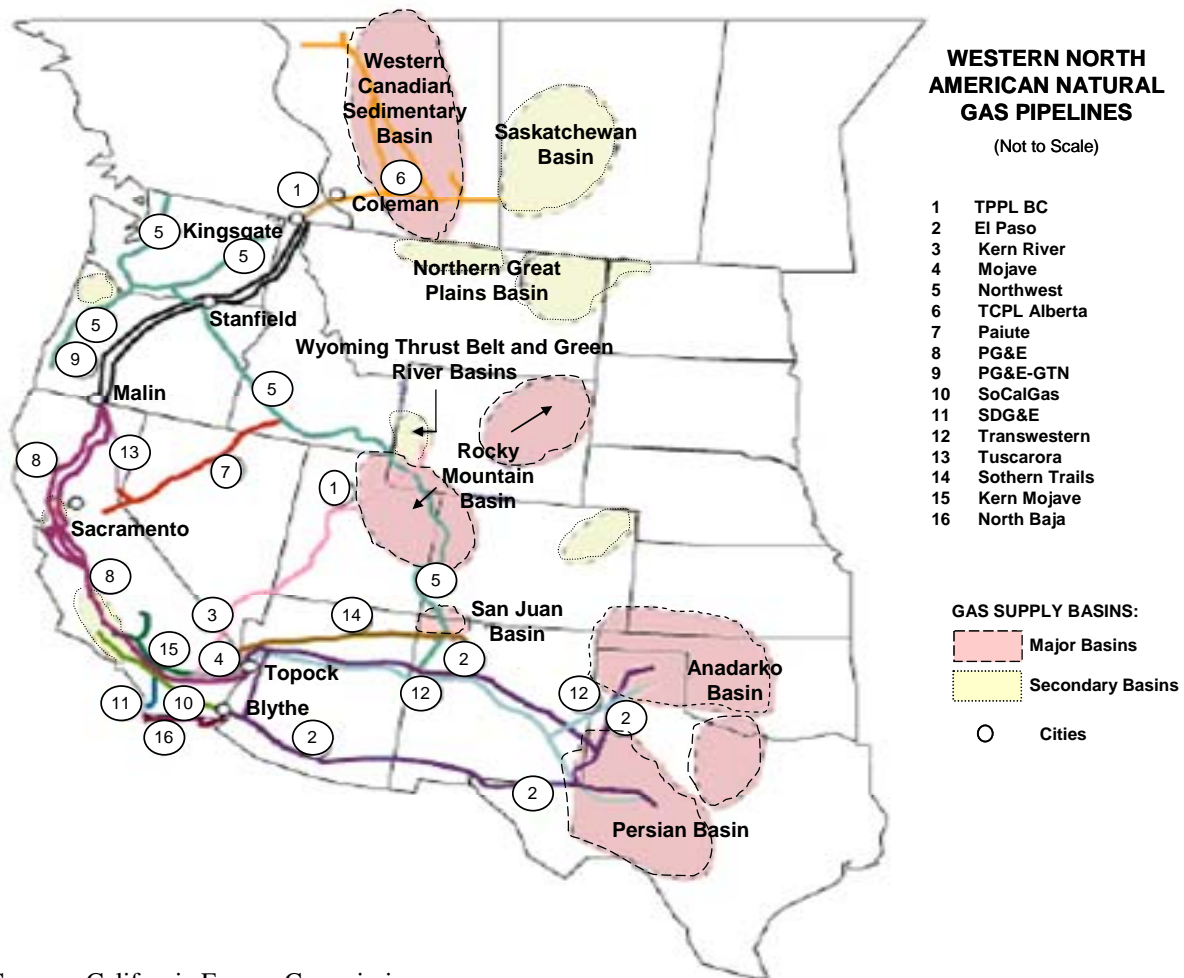 WESTERN NORTH
AMERICAN NATURAL
GAS PIPELINES
(Not to Scale)
1 TPPL BC
2 El Paso
3 Kern River
4 Mojave
5 Northwest
6 TCPL Alberta
7 Paiute
8 PG&E
9 PG&E-GTN
10 SoCalGas
11 SDG&E
12 Transwestern
13 Tuscarora
14 Sothern Trails
15 Kern Mojave
16 North Baja
GAS SUPPLY BASINS:
Major Basins
Secondary Basins
Cities
Western
Canadian
Sedimentary
Basin
Saskatchewan
Basin
6
1
Coleman
5
Kingsgate
5
Northern Great
Plains Basin
5
Stanfield
9
Wyoming Thrust Belt and Green
River Basins
5
Malin
8
13
7
Rocky
Mountain
Basin
1
Sacramento
8
5
3
14
San Juan
Basin
15
4
2
Topock
12
12
Anadarko
Basin
11
10
Blythe
2
16
2
2
Persian Basin